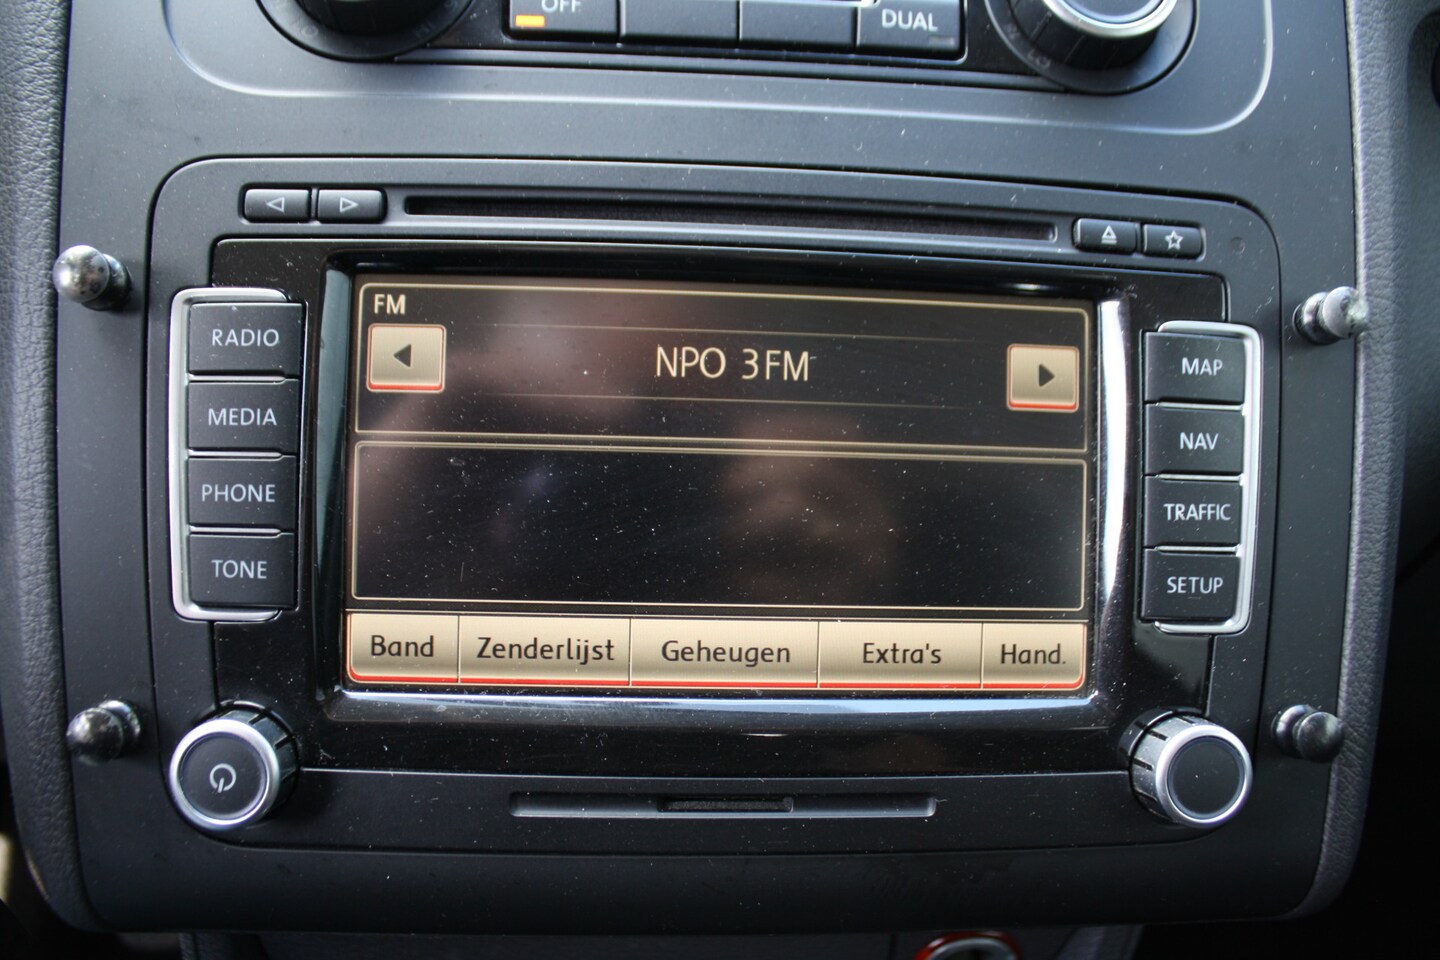 OFF
DUAL
RADIO
MEDIA
PHONE
TONE
FM
NPO 3FM
Band
Zenderlijst
Geheugen
Extra's
Hand.
MAP
NAV
TRAFFIC
SETUP